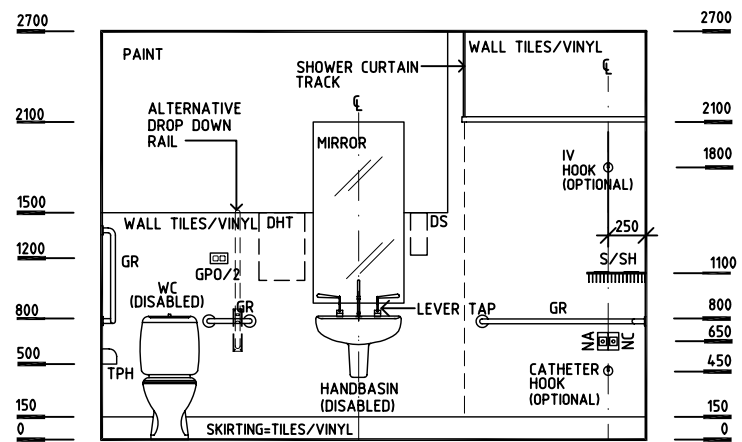 2700
2700
PAINT
WALL TILES/VINYL
SHOWER CURTAIN
TRACK
℄
℄
ALTERNATIVE
DROP DOWN
RAIL
2100
2100
MIRROR
IV
HOOK
(OPTIONAL)
1800
1500
WALL TILES/VINYL
DHT
DS
250
1200
GR
GPO/2
S/SH
1100
WC
(DISABLED)
GR
LEVER TAP
GR
800
800
NA
NC
650
500
TPH
HANDBASIN
(DISABLED)
CATHETER
HOOK
(OPTIONAL)
450
150
150
0
SKIRTING=TILES/VINYL
0